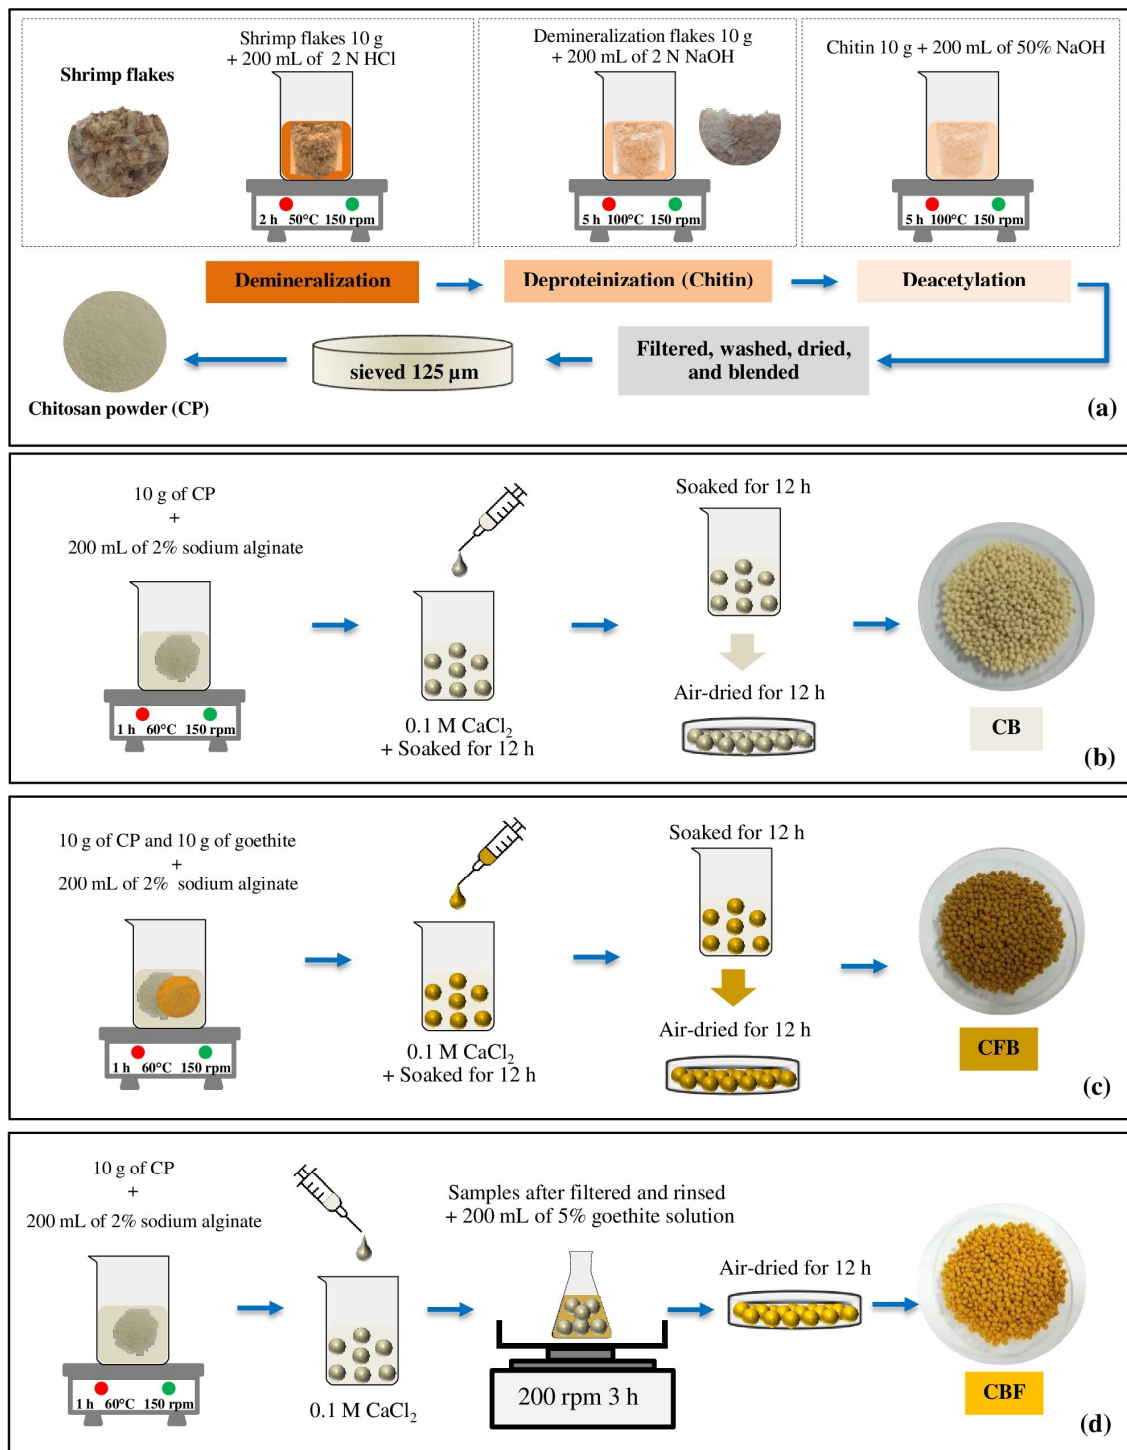 Shrimp flakes
Shrimp flakes 10 g
+ 200 mL of  2 N HCl
2 h  50°C  150 rpm
Demineralization flakes 10 g
+ 200 mL of 2 N NaOH
5 h  100°C  150 rpm
Chitin 10 g + 200 mL of 50% NaOH
5 h  100°C  150 rpm
Demineralization
Deproteinization (Chitin)
Deacetylation
Filtered, washed, dried,
and blended
sieved 125 µm
Chitosan powder (CP)
(a)
10 g of CP
+
200 mL of 2% sodium alginate
1 h  60°C  150 rpm
0.1 M CaCl₂
+ Soaked for 12 h
Soaked for 12 h
Air-dried for 12 h
CB
(b)
10 g of CP and 10 g of goethite
+
200 mL of 2%  sodium alginate
1 h  60°C  150 rpm
0.1 M CaCl₂
+ Soaked for 12 h
Soaked for 12 h
Air-dried for 12 h
CFB
(c)
10 g of CP
+
200 mL of 2% sodium alginate
1 h  60°C  150 rpm
0.1 M CaCl₂
Samples after filtered and rinsed
+ 200 mL of 5% goethite solution
200 rpm 3 h
Air-dried for 12 h
CBF
(d)